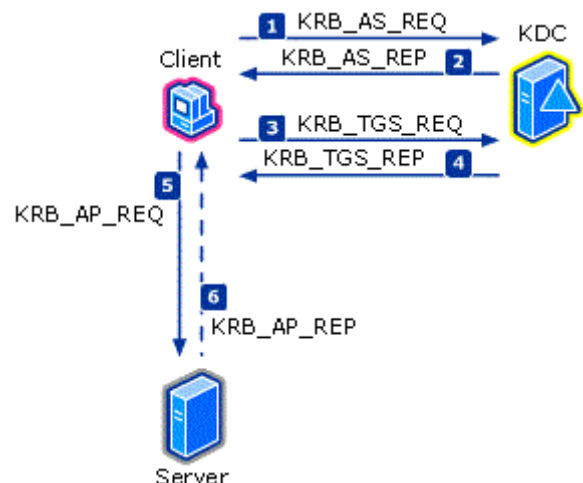 1 KRB_AS_REQ
KDC
Client
KRB_AS_REP 2
3 KRB_TGS_REQ
KRB_TGS_REP 4
5
KRB_AP_REQ
6
KRB_AP_REP
Server